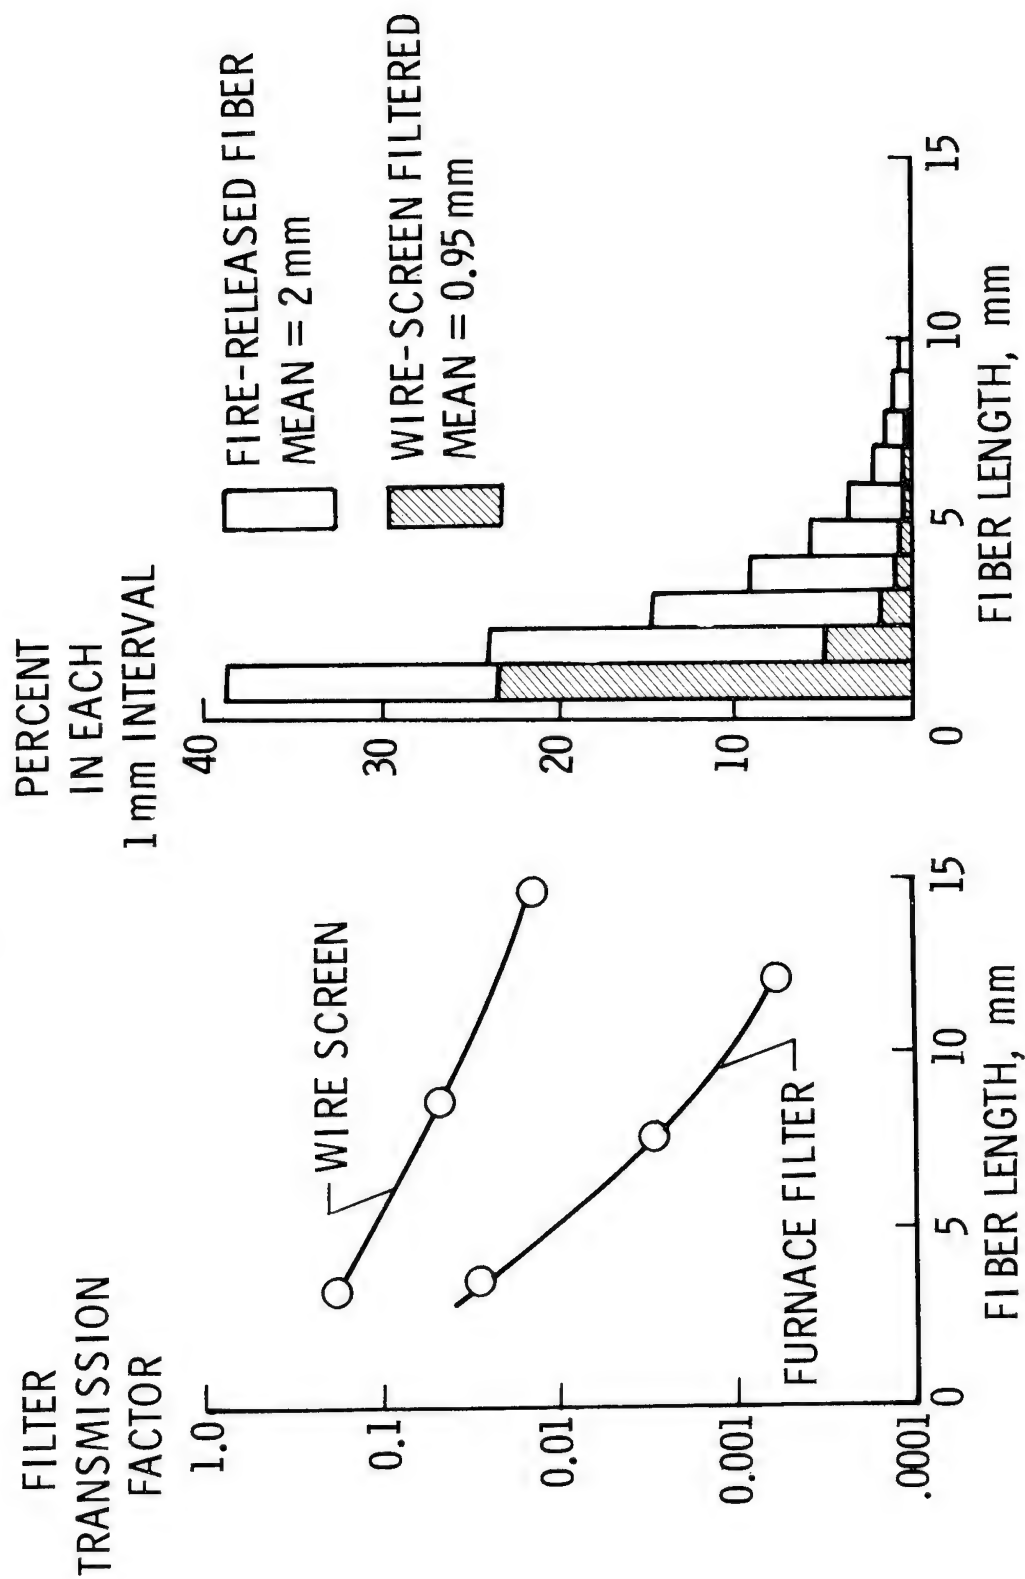 FILTER
TRANSMISSION
FACTOR
1.0
0.1
0.01
0.001
.0001
WIRE SCREEN
FURNACE FILTER
0
5
10
15
FIBER LENGTH, mm
PERCENT
IN EACH
1 mm INTERVAL
40
30
20
10
0
5
10
15
FIBER LENGTH, mm
FIRE-RELEASED FIBER
MEAN = 2 mm
WIRE-SCREEN FILTERED
MEAN = 0.95 mm